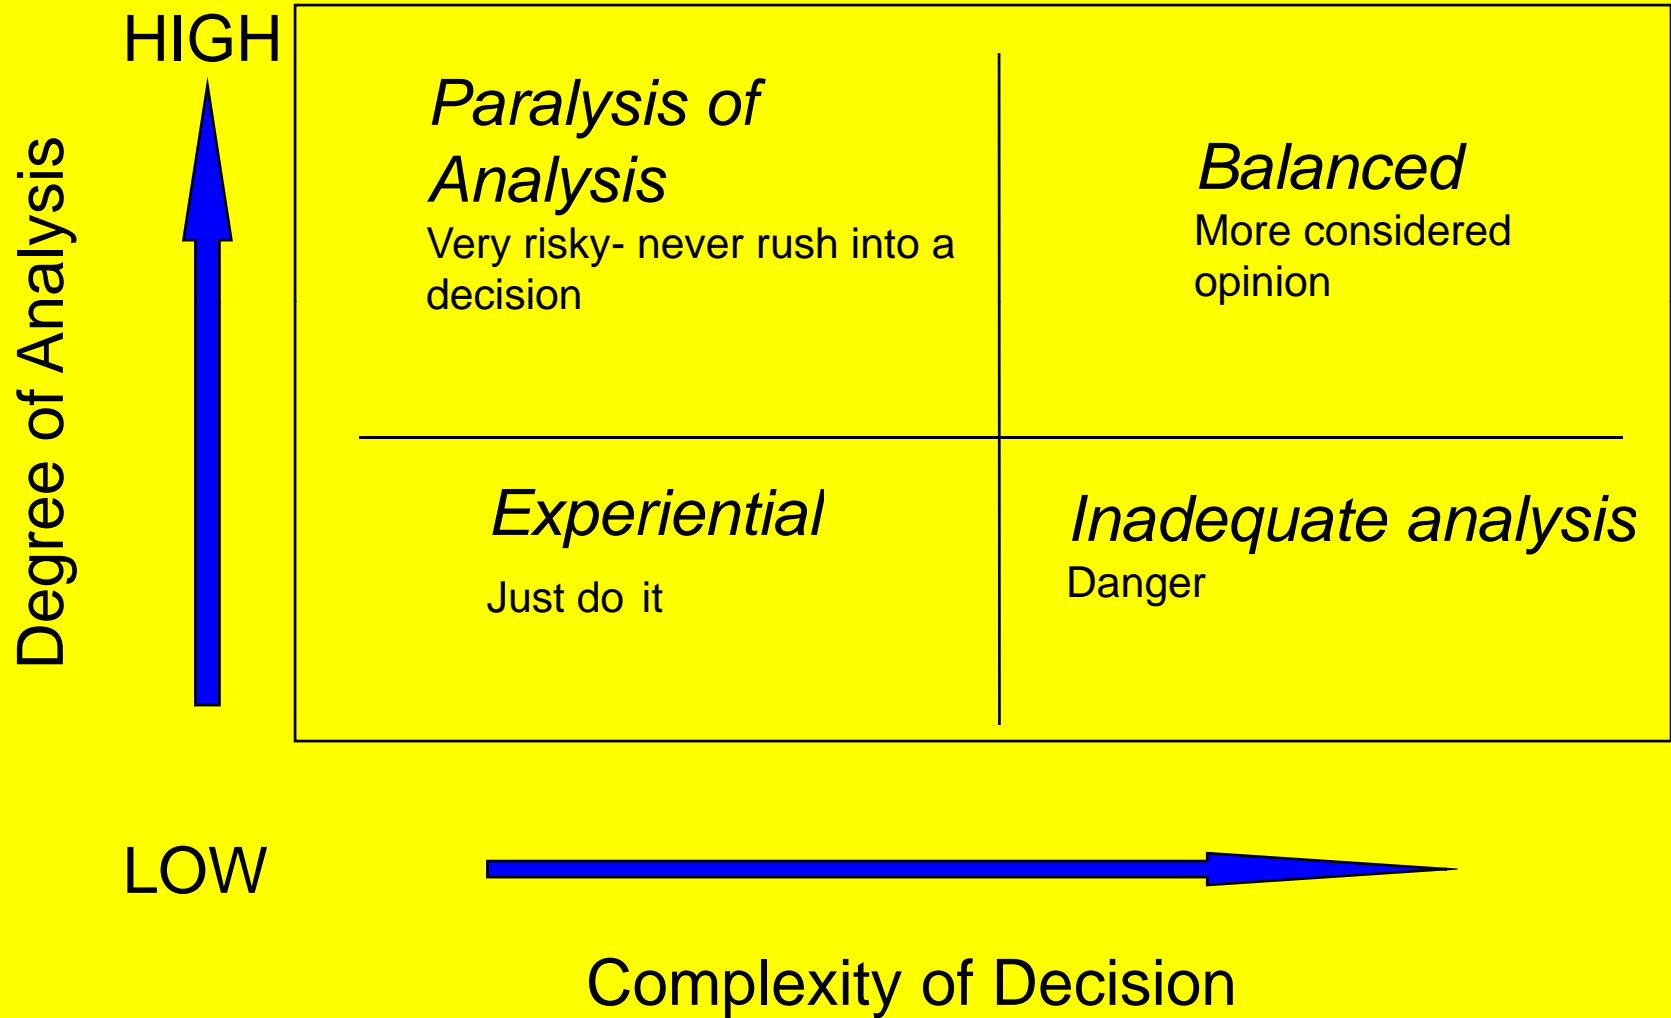 HIGH
Degree of Analysis
Paralysis of
Analysis
Very risky- never rush into a
decision
Balanced
More considered
opinion
Experiential
Just do it
Inadequate analysis
Danger
LOW
Complexity of Decision